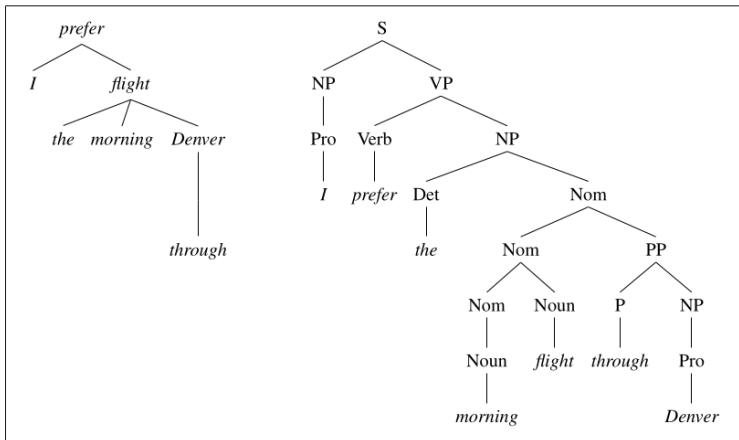 prefer S
I flight NP VP
the morning Denver Pro Verb NP
I prefer Det Nom
through the Nom PP
Nom Noun P NP
Noun flight through Pro
morning Denver